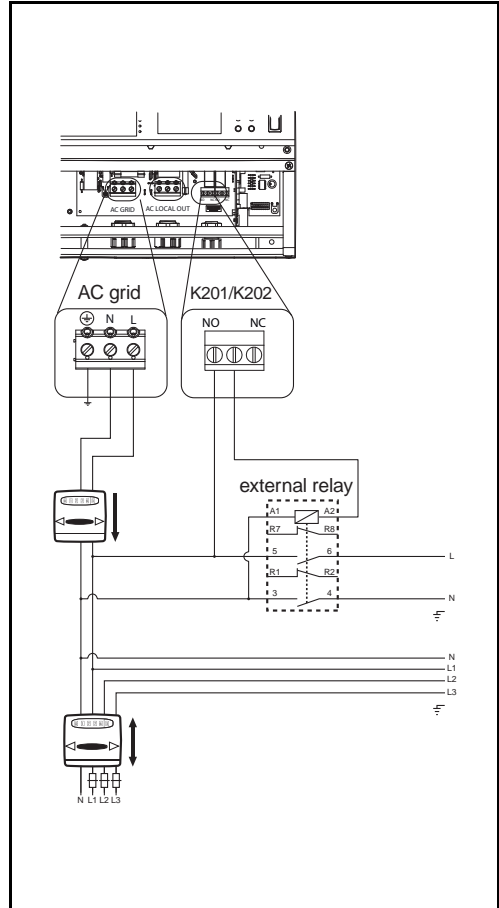 AC GRID AC LOCAL OUT
AC grid K201/K202
N L
NO NC
external relay
A1 A2
R7 R8
5 6
L
R1 R2
3 4
N
N
L1
L2
L3
N L1 L2 L3